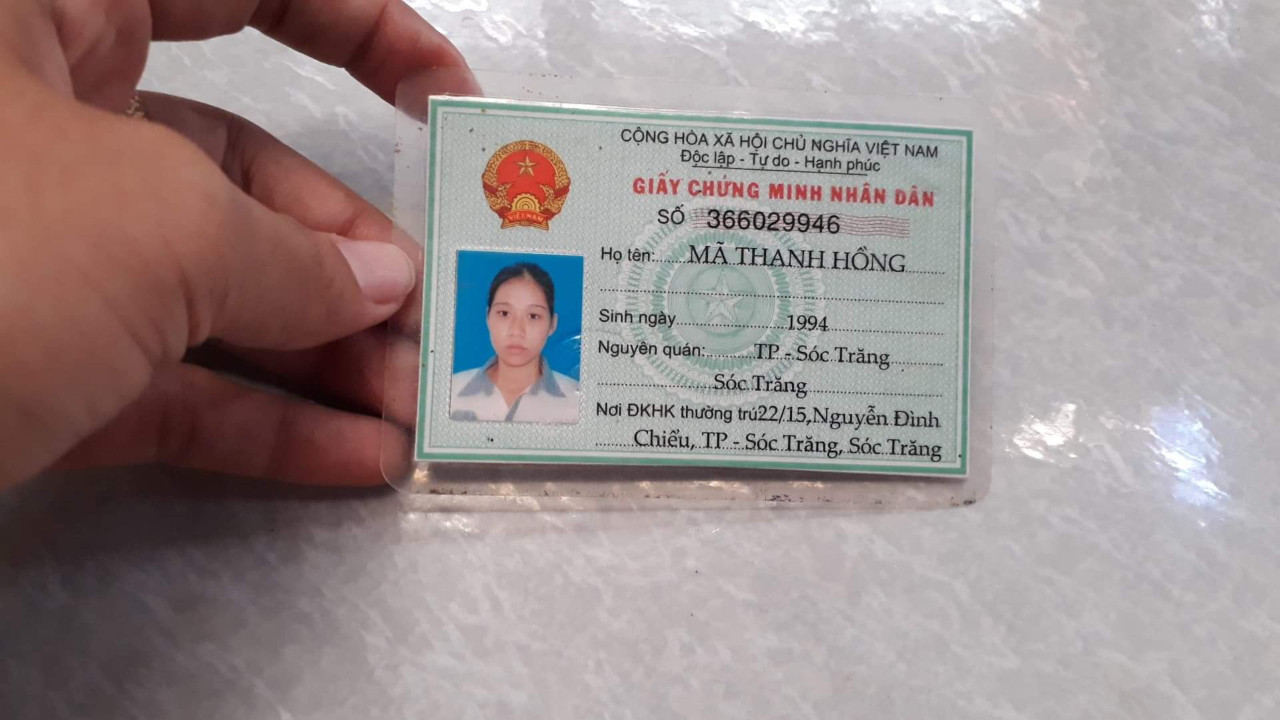 CỘNG HÒA XÃ HỘI CHỦ NGHĨA VIỆT NAM
Độc lập - Tự do - Hạnh phúc
GIẤY CHỨNG MINH NHÂN DÂN
SỐ 366029946
Họ tên: MÃ THANH HỒNG
Sinh ngày 1994
Nguyên quán: TP - Sóc Trăng
Sóc Trăng
Nơi ĐKHK thường trú 22/15, Nguyễn Đình
Chiểu, TP - Sóc Trăng, Sóc Trăng
VIỆT NAM